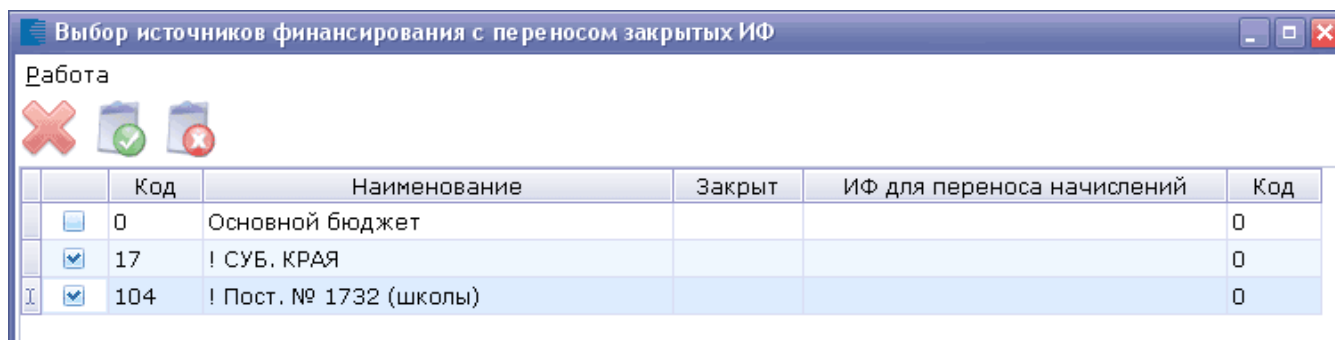 Выбор источников финансирования с переносом закрытых ИФ
Работа
Код Наименование Закрыт ИФ для переноса начислений Код
0 Основной бюджет 0
17 ! СУБ. КРАЯ 0
104 ! Пост. № 1732 (школы) 0